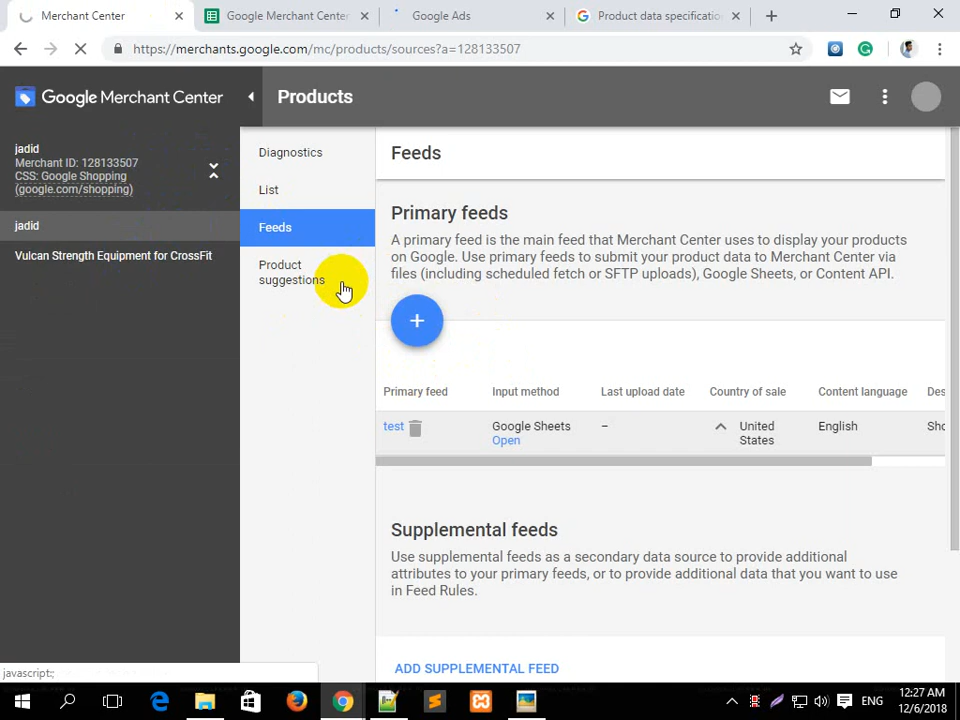 Merchant Center
Google Merchant Center
Google Ads
Product data specificatio
https://merchants.google.com/mc/products/sources?a=128133507
Google Merchant Center
Products
jadid
Merchant ID: 128133507
CSS: Google Shopping
(google.com/shopping)
jadid
Vulcan Strength Equipment for CrossFit
Diagnostics
List
Feeds
Product
suggestions
Feeds
Primary feeds
A primary feed is the main feed that Merchant Center uses to display your products
on Google. Use primary feeds to submit your product data to Merchant Center via
files (including scheduled fetch or SFTP uploads), Google Sheets, or Content API.
Primary feed Input method Last upload date Country of sale Content language Des
test Google Sheets – United English Sho
Open States
Supplemental feeds
Use supplemental feeds as a secondary data source to provide additional
attributes to your primary feeds, or to provide additional data that you want to use
in Feed Rules.
ADD SUPPLEMENTAL FEED
javascript:;
ENG
12:27 AM
12/6/2018